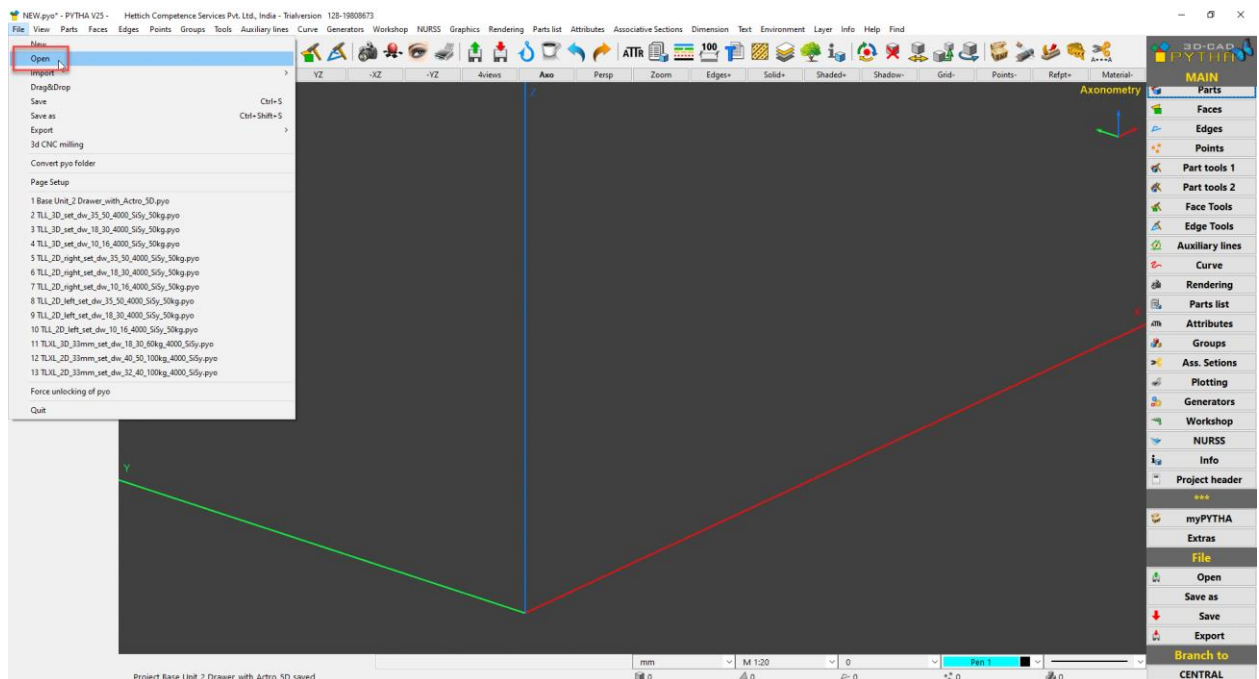 NEW.pyo* - PYTHA V25 - Hettich Competence Services Pvt. Ltd., India - Trialversion 128-19808673
File View Parts Faces Edges Points Groups Tools Auxiliary lines Curve Generators Workshop NURSS Graphics Rendering Parts list Attributes Associative Sections Dimension Text Environment Layer Info Help Find
New
Open
Import
Drag&Drop
Save Ctrl+S
Save as Ctrl+Shift+S
Export
3d CNC milling
Convert pyo folder
Page Setup
1 Base Unit_2 Drawer_with_Actro_5D.pyo
2 TLL_3D_set_dw_35_50_4000_SiSy_50kg.pyo
3 TLL_3D_set_dw_18_30_4000_SiSy_50kg.pyo
4 TLL_3D_set_dw_10_16_4000_SiSy_50kg.pyo
5 TLL_2D_right_set_dw_35_50_4000_SiSy_50kg.pyo
6 TLL_2D_right_set_dw_18_30_4000_SiSy_50kg.pyo
7 TLL_2D_right_set_dw_10_16_4000_SiSy_50kg.pyo
8 TLL_2D_left_set_dw_35_50_4000_SiSy_50kg.pyo
9 TLL_2D_left_set_dw_18_30_4000_SiSy_50kg.pyo
10 TLL_2D_left_set_dw_10_16_4000_SiSy_50kg.pyo
11 TLXL_3D_33mm_set_dw_18_30_60kg_4000_SiSy.pyo
12 TLXL_2D_33mm_set_dw_40_50_100kg_4000_SiSy.pyo
13 TLXL_2D_33mm_set_dw_32_40_100kg_4000_SiSy.pyo
Force unlocking of pyo
Quit
ATTR 100
YZ -XZ -YZ 4views Axo Persp Zoom Edges+ Solid+ Shaded+ Shadow- Grid- Points- Refpt+ Material-
Axonometry
Z
X
Y
3D-CAD
PYTHA
MAIN
Parts
Faces
Edges
Points
Part tools 1
Part tools 2
Face Tools
Edge Tools
Auxiliary lines
Curve
Rendering
Parts list
Attributes
Groups
Ass. Setions
Plotting
Generators
Workshop
NURSS
Info
Project header
***
myPYTHA
Extras
File
Open
Save as
Save
Export
Branch to
CENTRAL
mm M 1:20 0 Pen 1
Project Base Unit_2 Drawer_with_Actro_5D saved 0 0 0 0 0